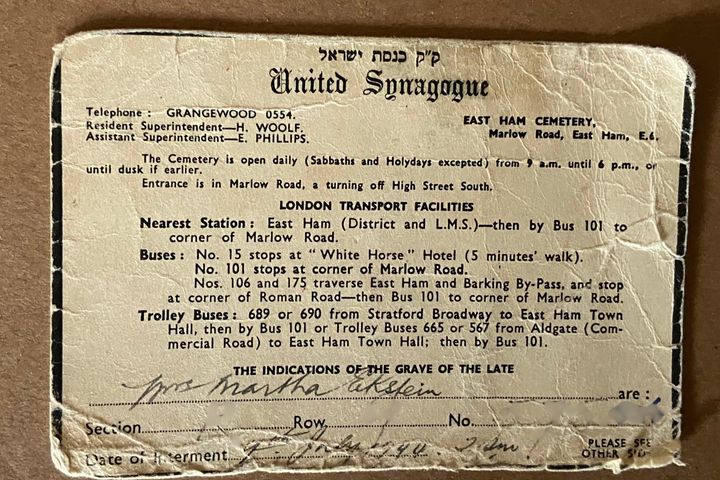 ק״ק כנסת ישראל
United Synagogue
Telephone : GRANGEWOOD 0554.
Resident Superintendent—H. WOOLF.
Assistant Superintendent—E. PHILLIPS.
EAST HAM CEMETERY,
Marlow Road, East Ham, E.6.
The Cemetery is open daily (Sabbaths and Holydays excepted) from 9 a.m. until 6 p.m., or
until dusk if earlier.
Entrance is in Marlow Road, a turning off High Street South.
LONDON TRANSPORT FACILITIES
Nearest Station : East Ham (District and L.M.S.)—then by Bus 101 to
corner of Marlow Road.
Buses : No. 15 stops at "White Horse" Hotel (5 minutes' walk).
No. 101 stops at corner of Marlow Road.
Nos. 106 and 175 traverse East Ham and Barking By-Pass, and stop
at corner of Roman Road—then Bus 101 to corner of Marlow Road.
Trolley Buses : 689 or 690 from Stratford Broadway to East Ham Town
Hall, then by Bus 101 or Trolley Buses 665 or 567 from Aldgate (Com-
mercial Road) to East Ham Town Hall; then by Bus 101.
THE INDICATIONS OF THE GRAVE OF THE LATE
Mrs Martha Ekstein are :
Section Row No.
Date of Interment
PLEASE SEE
OTHER SIDE